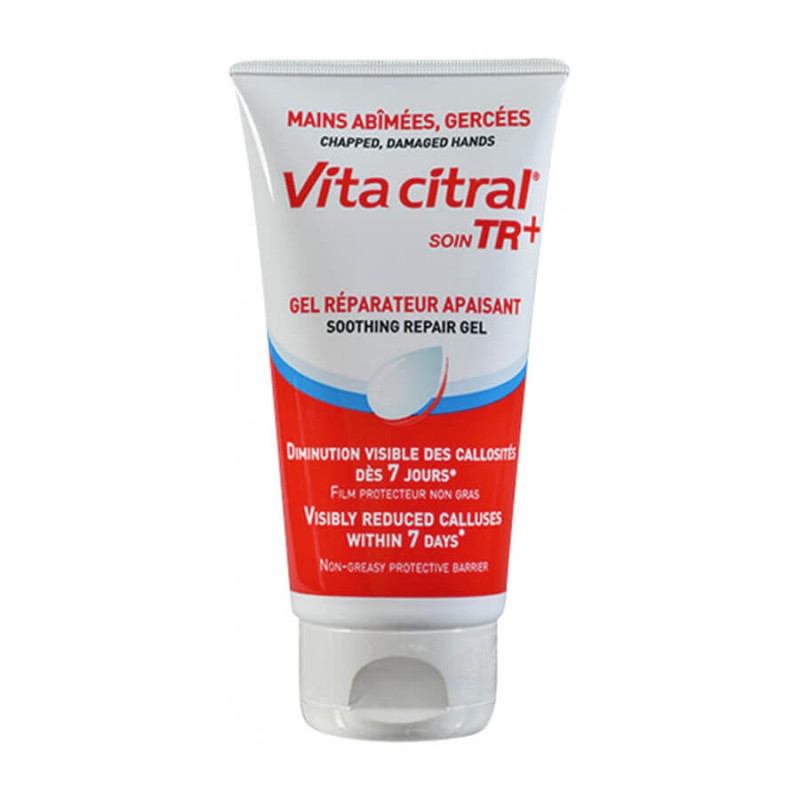 MAINS ABÎMÉES, GERCÉES
CHAPPED, DAMAGED HANDS
Vita citral®
SOIN TR+
GEL RÉPARATEUR APAISANT
SOOTHING REPAIR GEL
DIMINUTION VISIBLE DES CALLOSITÉS
DÈS 7 JOURS*
FILM PROTECTEUR NON GRAS
VISIBLY REDUCED CALLUSES
WITHIN 7 DAYS*
NON-GREASY PROTECTIVE BARRIER